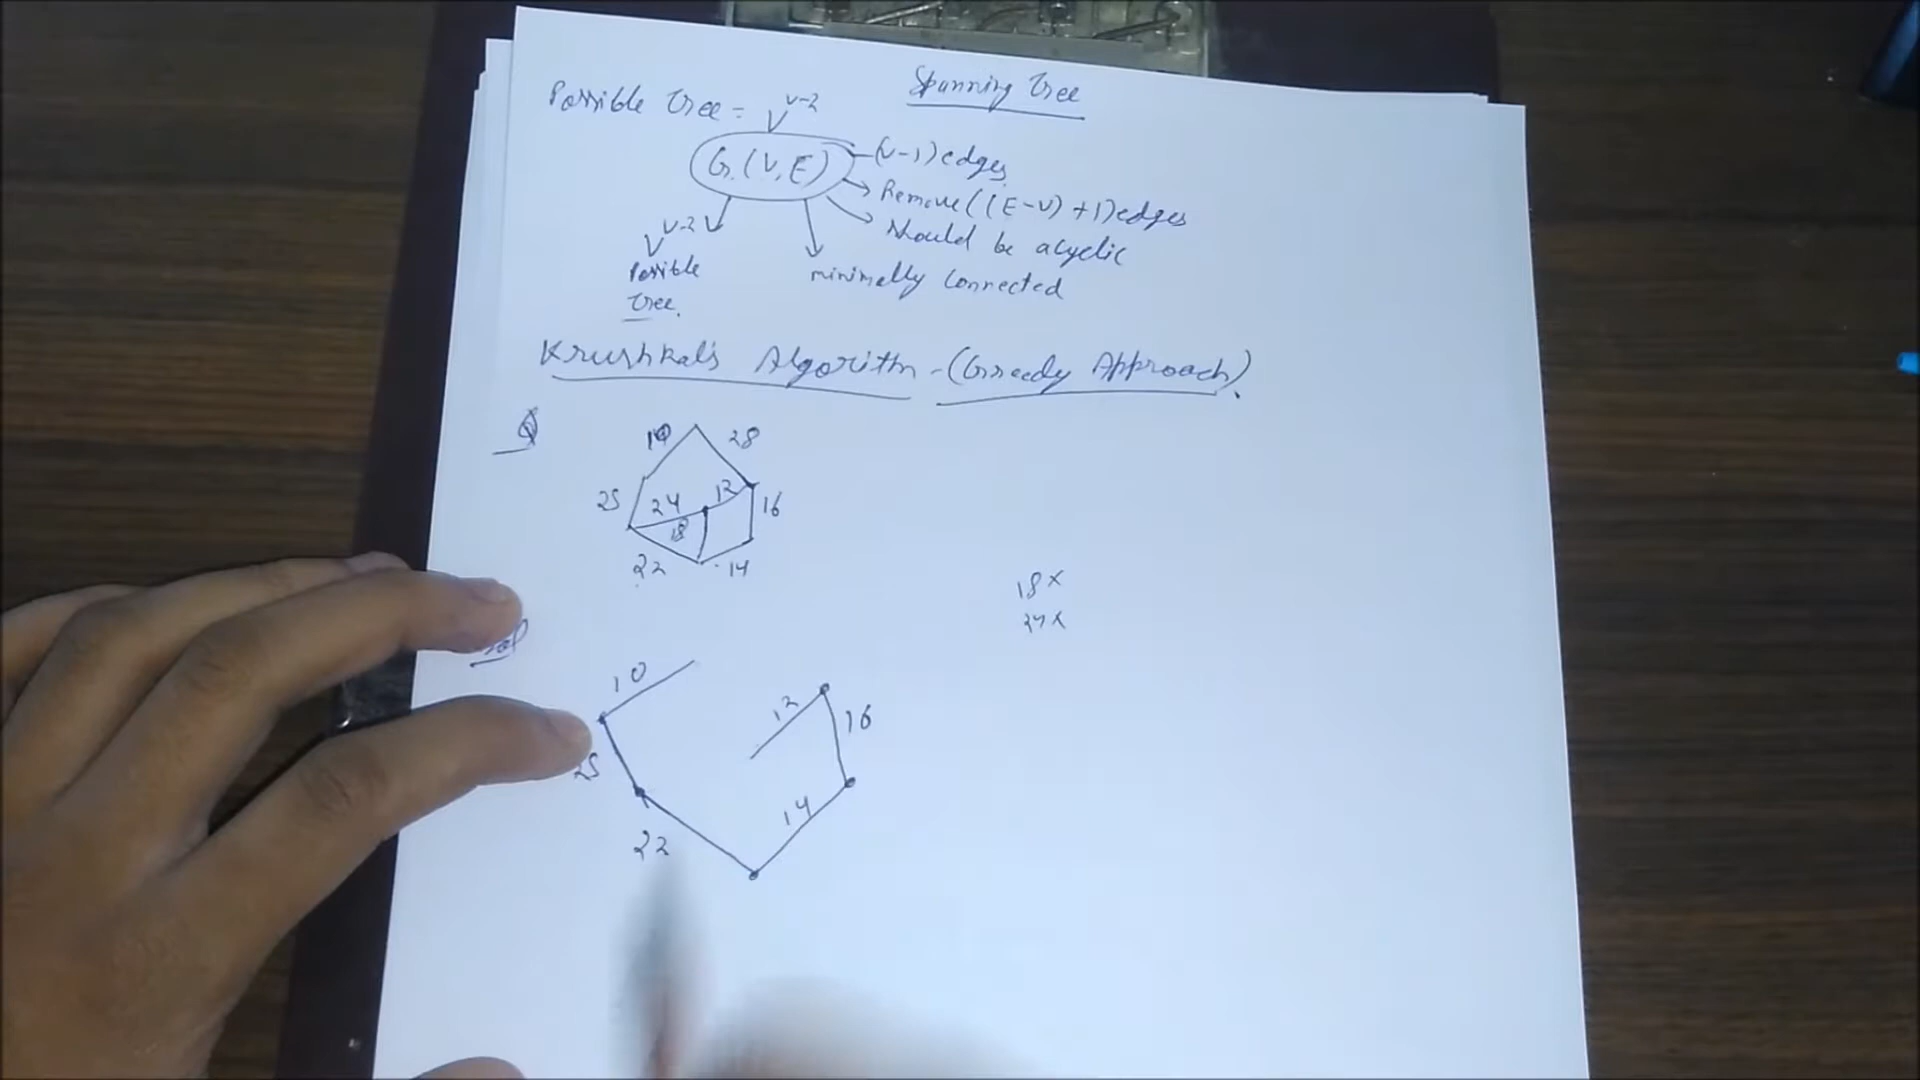 Spanning Tree
Possible Tree = V^v-2
G(V,E)
(v-1) edges
Remove ((E-V)+1) edges
Should be acyclic
minimally connected
V^v-2
Possible
Tree.
Krushkal's Algorithm - (Greedy Approach).
Q
10 28
25 24 12 16
18
22 14
18 x
24 x
Sol
10
12 16
25
14
22